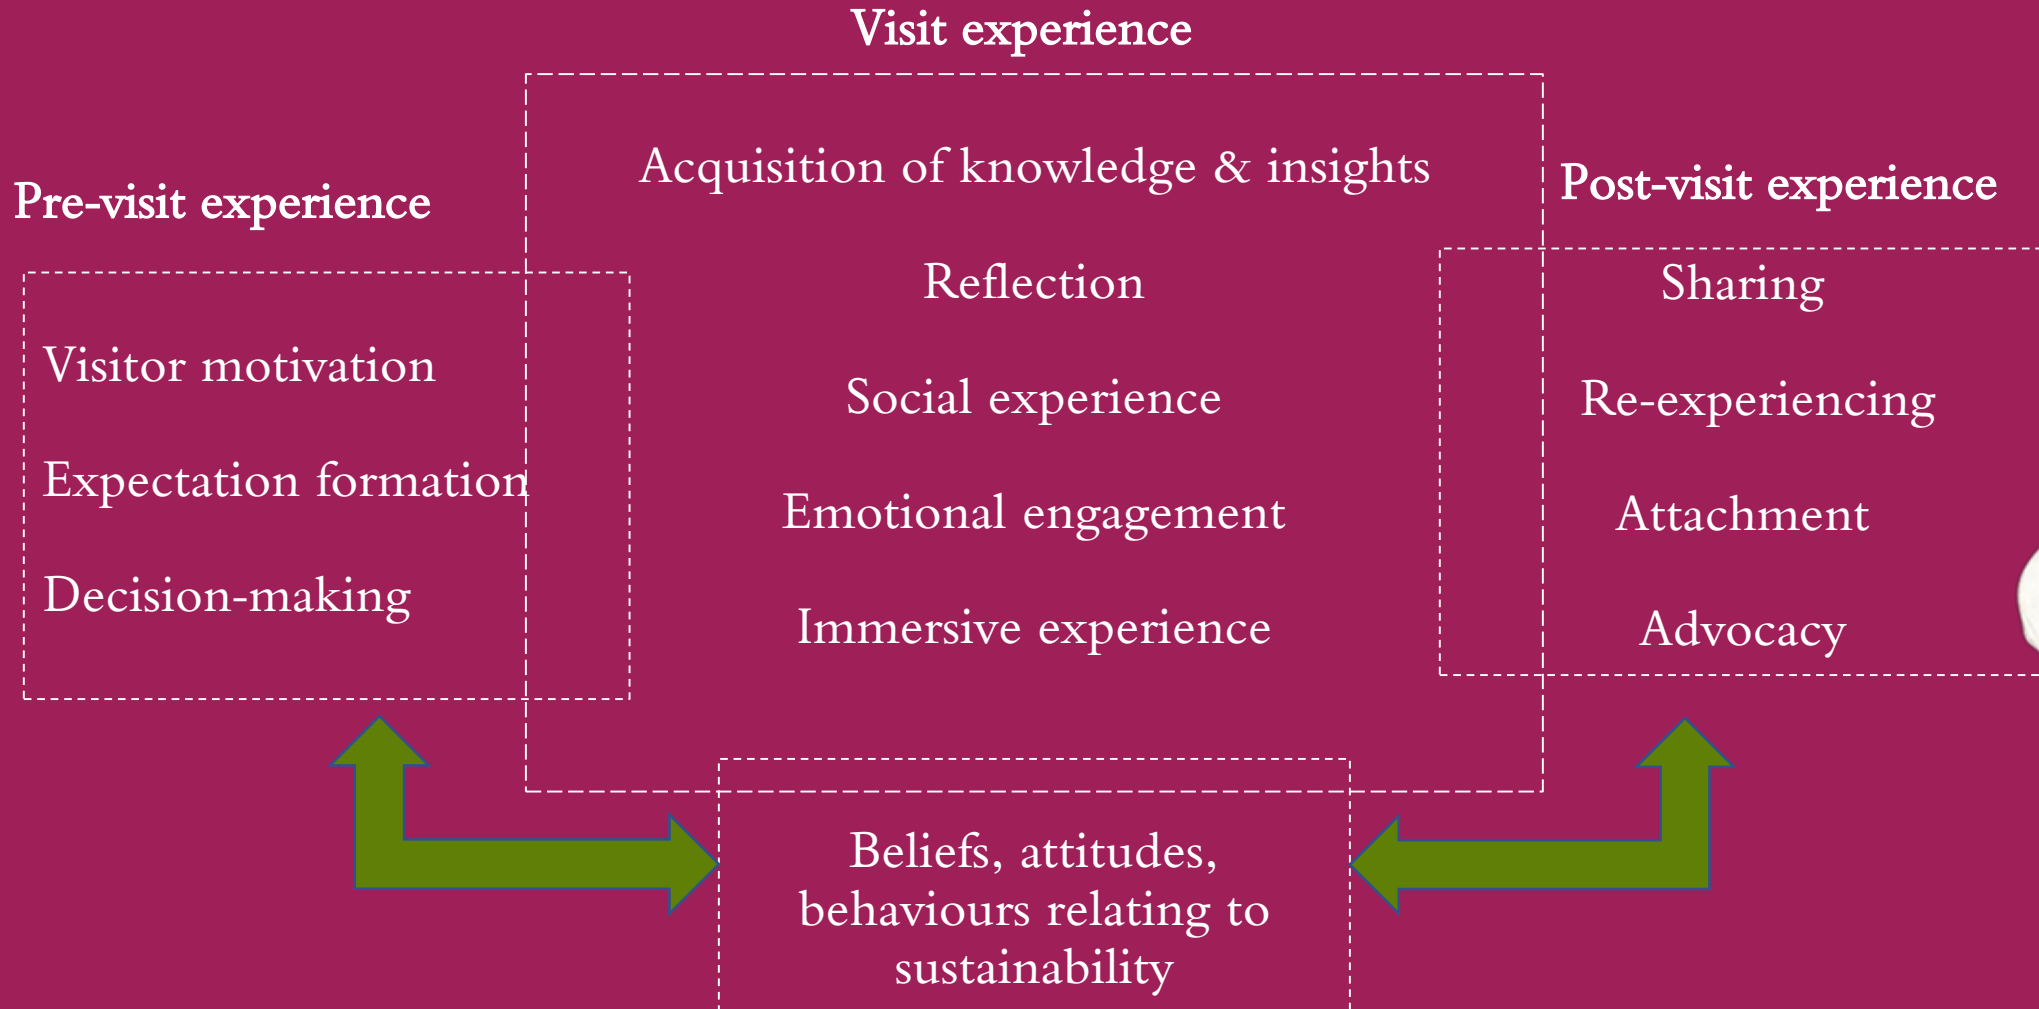 Visit experience
Pre-visit experience
Visitor motivation
Expectation formation
Decision-making
Acquisition of knowledge & insights
Reflection
Social experience
Emotional engagement
Immersive experience
Post-visit experience
Sharing
Re-experiencing
Attachment
Advocacy
Beliefs, attitudes,
behaviours relating to
sustainability